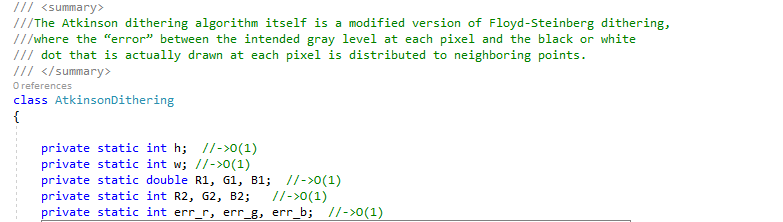 /// <summary>
///The Atkinson dithering algorithm itself is a modified version of Floyd-Steinberg dithering,
///where the “error” between the intended gray level at each pixel and the black or white
/// dot that is actually drawn at each pixel is distributed to neighboring points.
/// </summary>
0 references
class AtkinsonDithering
{
private static int h;  //->O(1)
private static int w; //->O(1)
private static double R1, G1, B1;  //->O(1)
private static int R2, G2, B2;   //->O(1)
private static int err_r, err_g, err_b;  //->O(1)